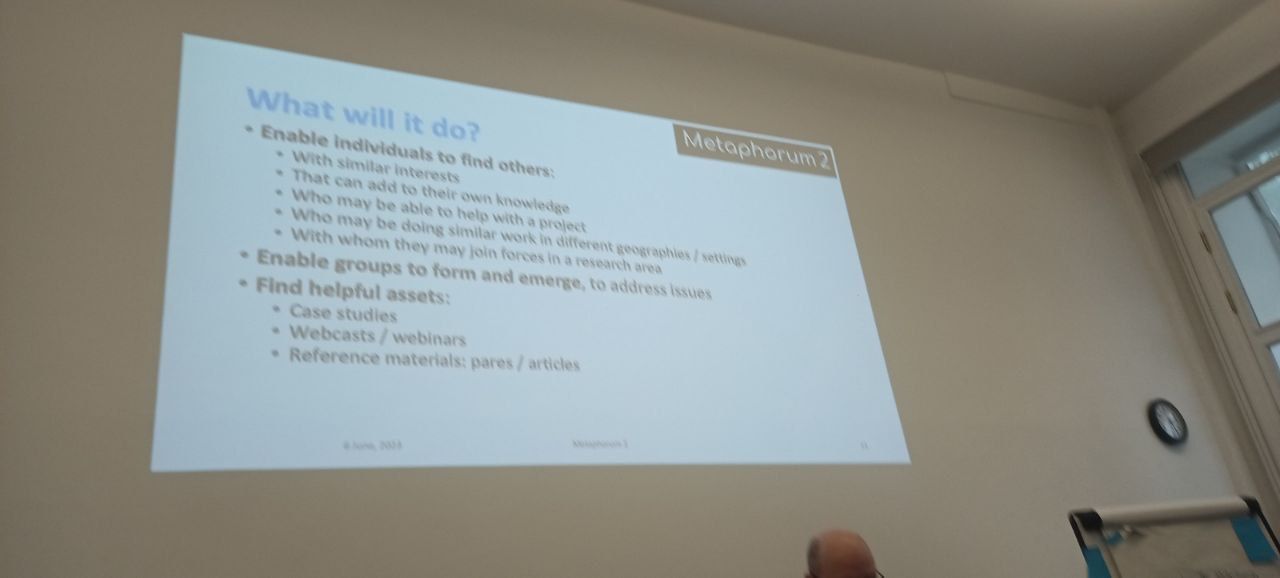 What will it do?
Metaphorum 2
• Enable individuals to find others:
• With similar interests
• That can add to their own knowledge
• Who may be able to help with a project
• Who may be doing similar work in different geographies / settings
• With whom they may join forces in a research area
• Enable groups to form and emerge, to address issues
• Find helpful assets:
• Case studies
• Webcasts / webinars
• Reference materials: pares / articles
June, 2023
Metaphorum
11